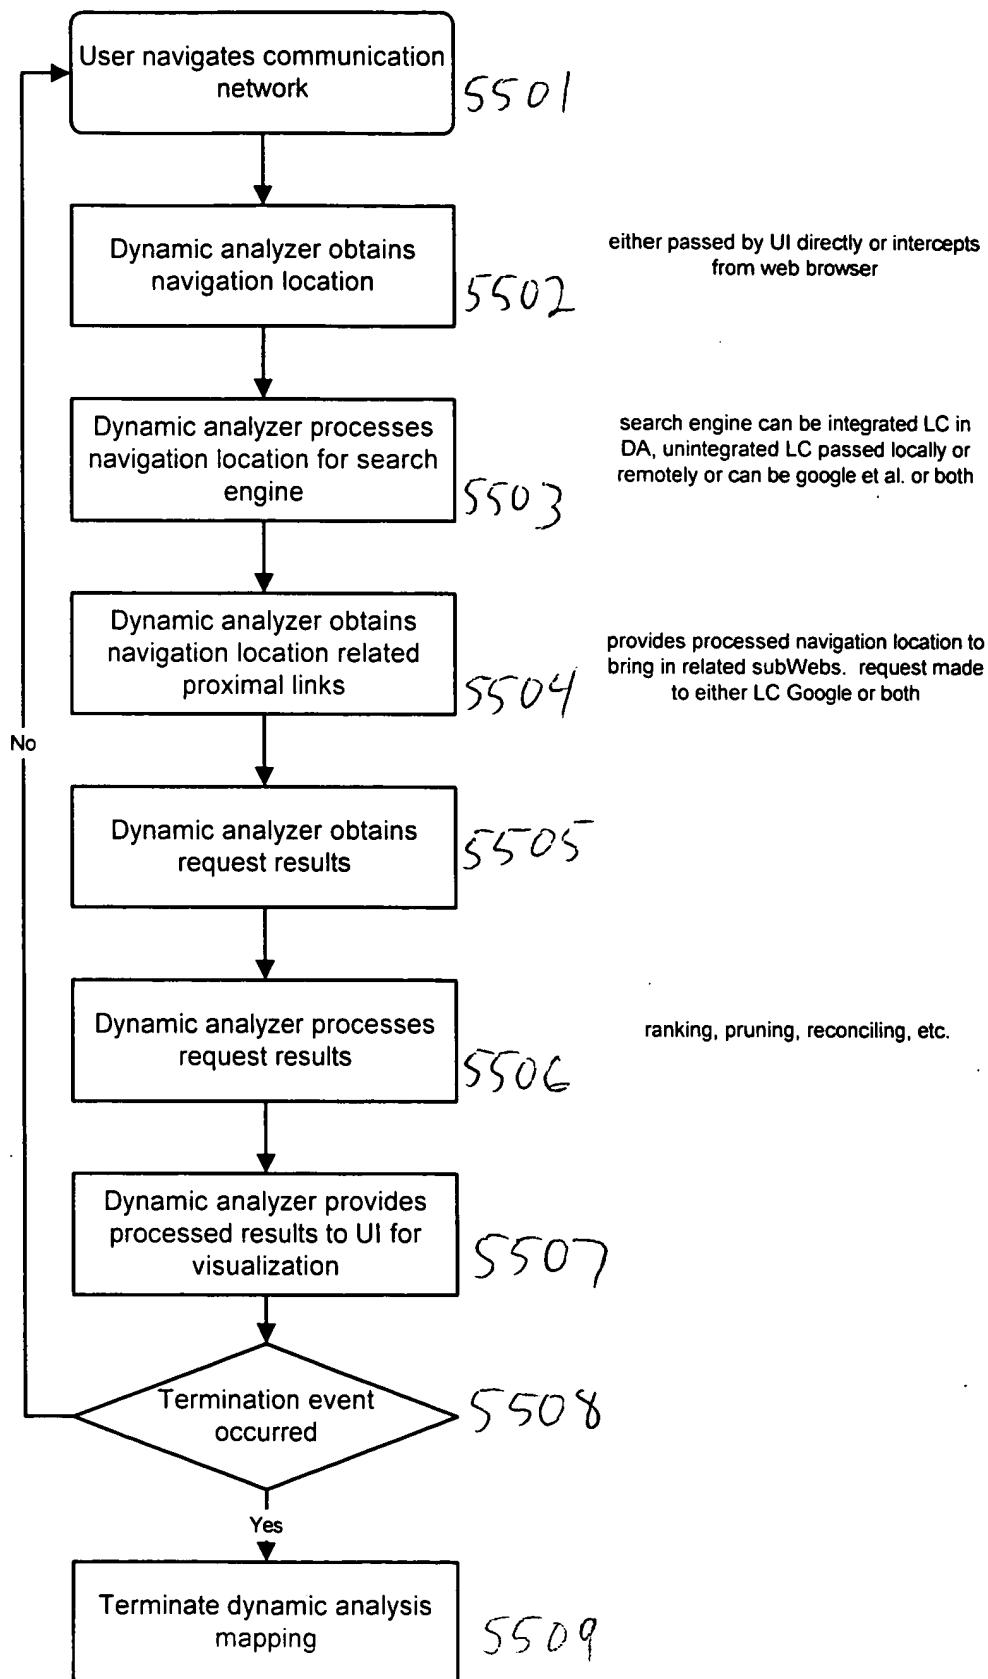 User navigates communication
network
5501
Dynamic analyzer obtains
navigation location
5502
either passed by UI directly or intercepts
from web browser
Dynamic analyzer processes
navigation location for search
engine
5503
search engine can be integrated LC in
DA, unintegrated LC passed locally or
remotely or can be google et al. or both
Dynamic analyzer obtains
navigation location related
proximal links
5504
provides processed navigation location to
bring in related subWebs. request made
to either LC Google or both
No
Dynamic analyzer obtains
request results
5505
Dynamic analyzer processes
request results
5506
ranking, pruning, reconciling, etc.
Dynamic analyzer provides
processed results to UI for
visualization
5507
Termination event
occurred
5508
Yes
Terminate dynamic analysis
mapping
5509